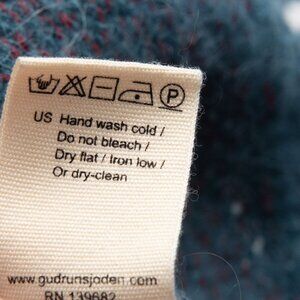 P
US Hand wash cold /
Do not bleach /
Dry flat / Iron low /
Or dry-clean
www.gudrunsjoden.com
RN 139682